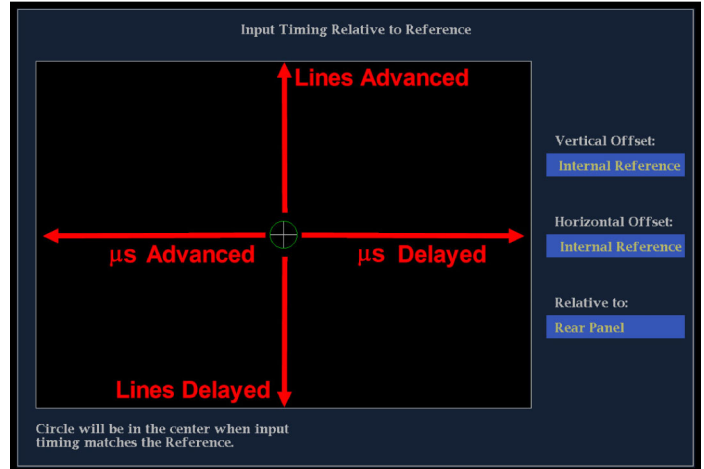 Input Timing Relative to Reference
Lines Advanced
Vertical Offset:
Internal Reference
Horizontal Offset:
Internal Reference
µs Advanced
µs Delayed
Relative to:
Rear Panel
Lines Delayed
Circle will be in the center when input
timing matches the Reference.